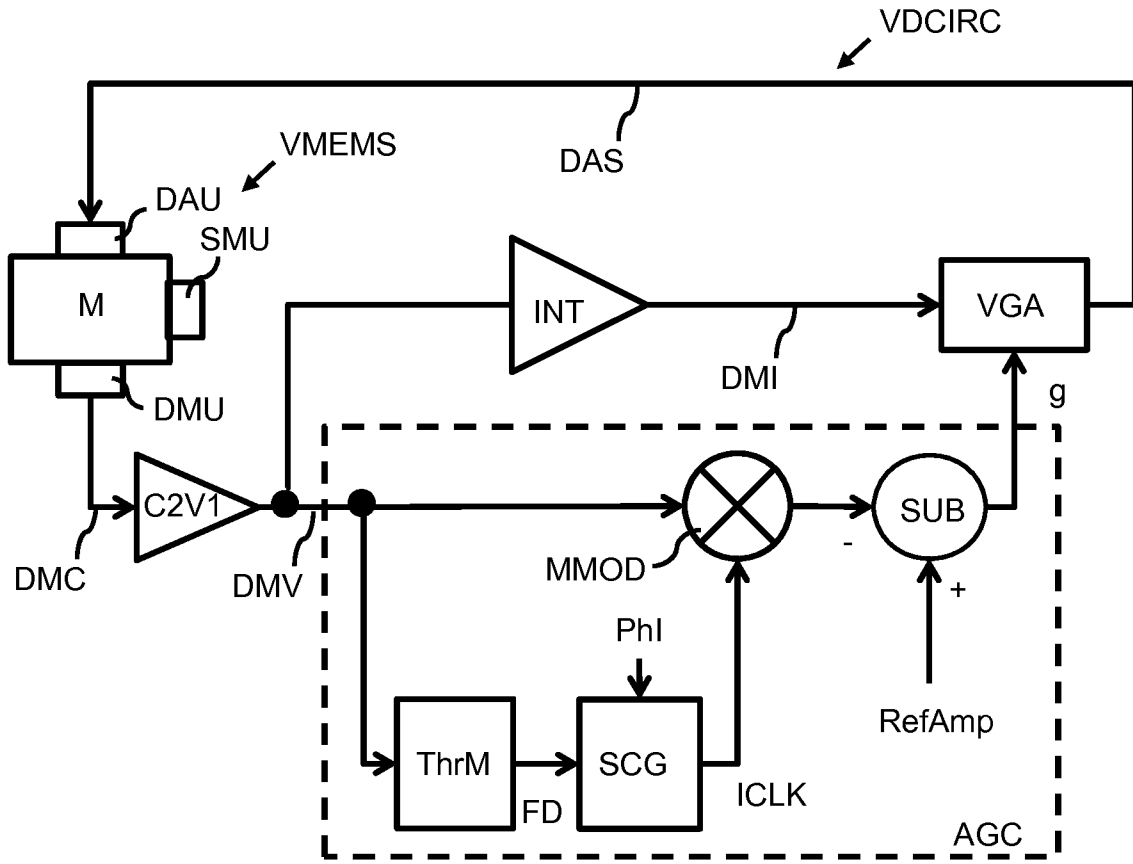 VDCIRC
DAS
VMEMS
DAU
SMU
M
INT
VGA
DMI
DMU
g
C2V1
SUB
MMOD
-
DMC
DMV
+
PhI
RefAmp
ThrM
SCG
FD
ICLK
AGC